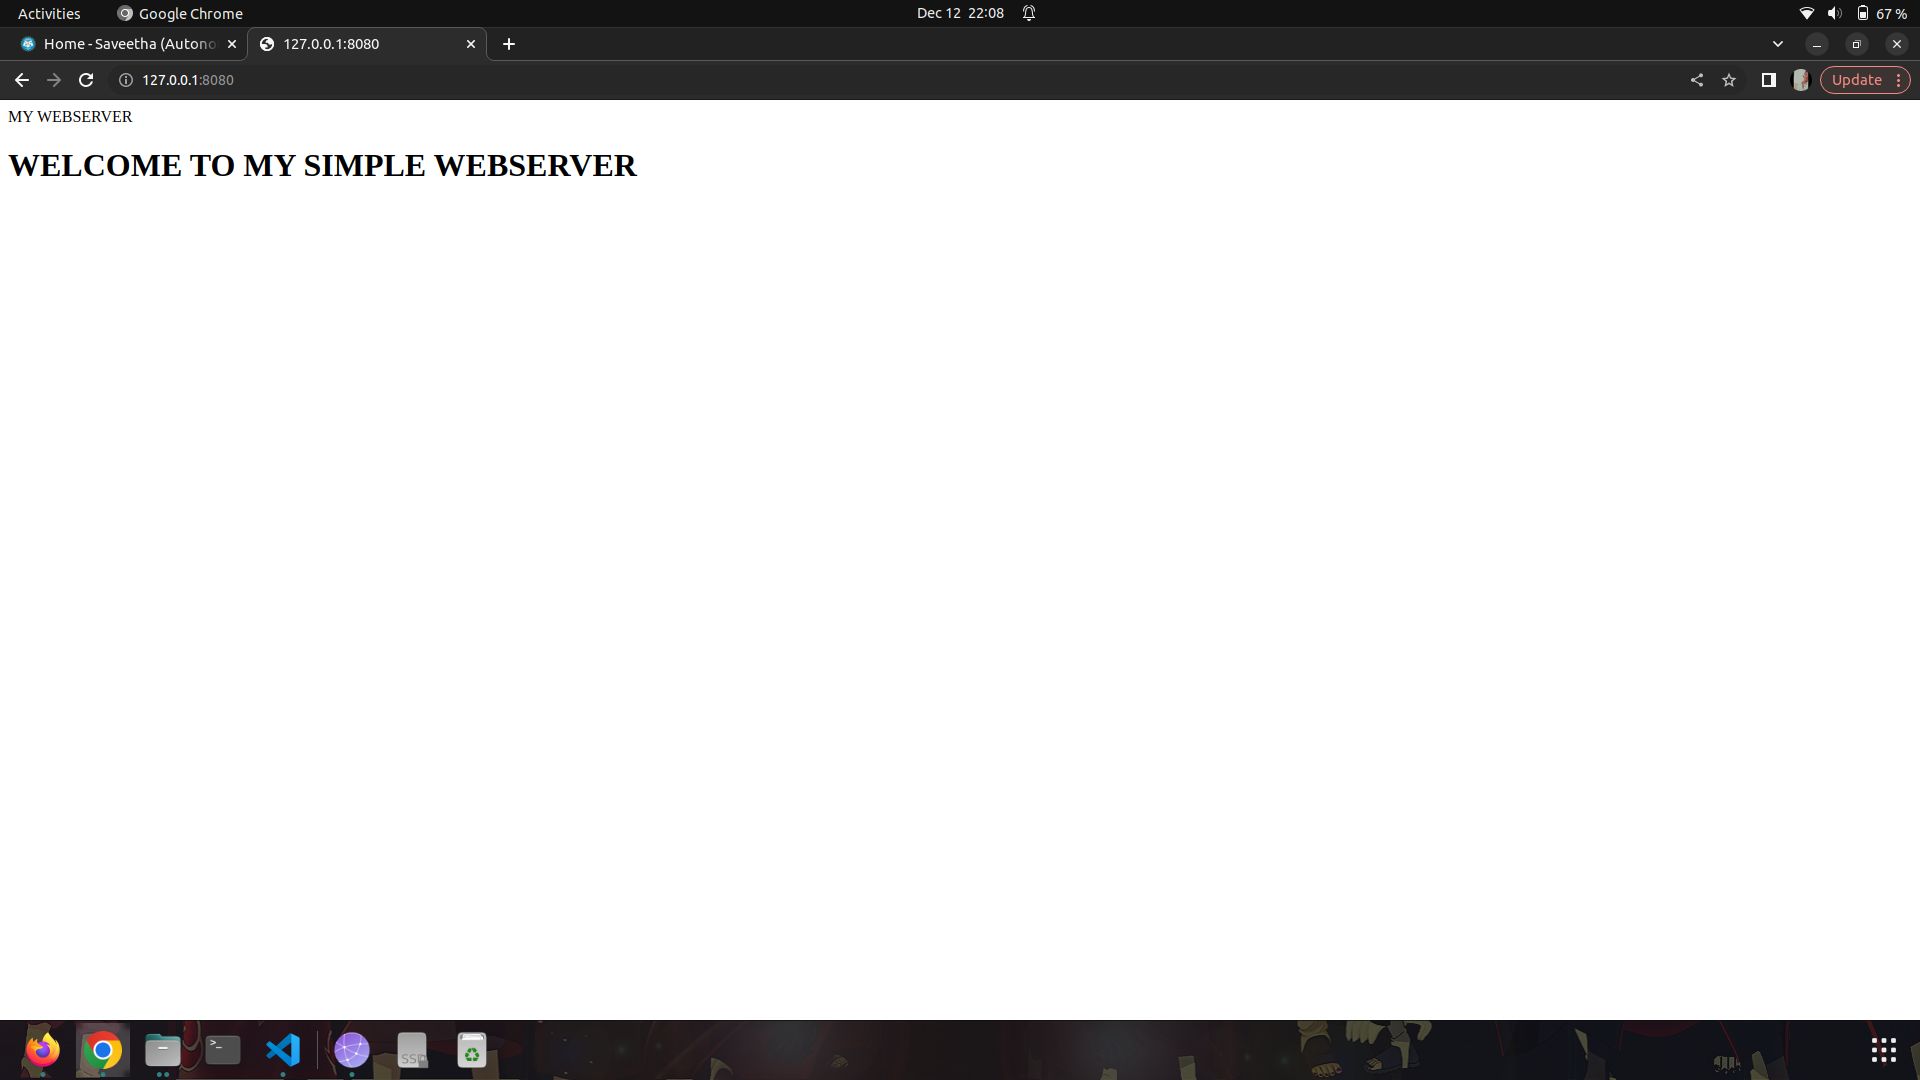 Activities
Google Chrome
Dec 12 22:08
67 %
Home - Saveetha (Autono
127.0.0.1:8080
127.0.0.1:8080
Update
MY WEBSERVER
WELCOME TO MY SIMPLE WEBSERVER
>_
SSD